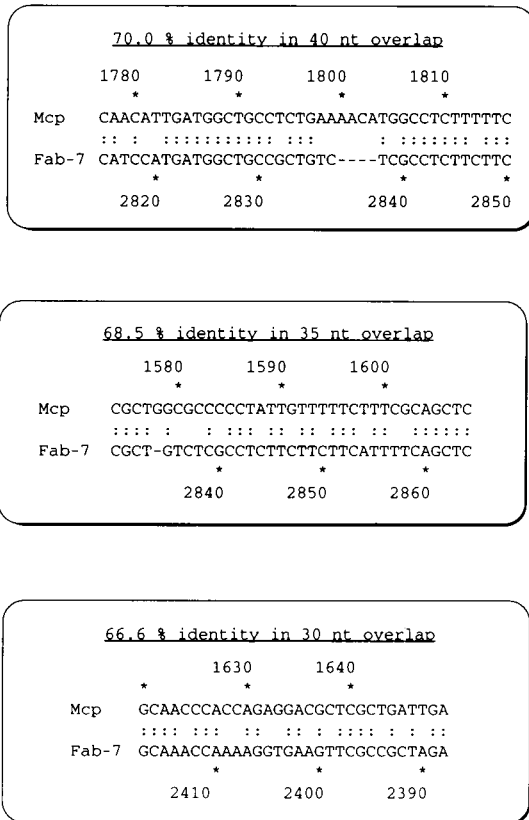 70.0 % identity in 40 nt overlap
1780 1790 1800 1810
* * * *
Mcp CAACATTGATGGCTGCCTCTGAAAACATGGCCTCTTTTTC
:: : ::::::::::: :: ::: : ::::::: :::
Fab-7 CATCCATGATGGCTGCCGCTGTC----TCGCCTCTTCTTC
* * * *
2820 2830 2840 2850
68.5 % identity in 35 nt overlap
1580 1590 1600
* * *
Mcp CGCTGGCGCCCCCTATTGTTTTTCTTTCGCAGCTC
:::: : : ::: :: :: ::: :: ::::::
Fab-7 CGCT-GTCTCGCCTCTTCTTCTTCATTTTCAGCTC
* * *
2840 2850 2860
66.6 % identity in 30 nt overlap
1630 1640
* * *
Mcp GCAACCCACCAGAGGACGCTCGCTGATTGA
:::: ::: :: :: : : :::: : : ::
Fab-7 GCAAACCAAAAGGTGAAGTTCGCCGCTAGA
* * *
2410 2400 2390